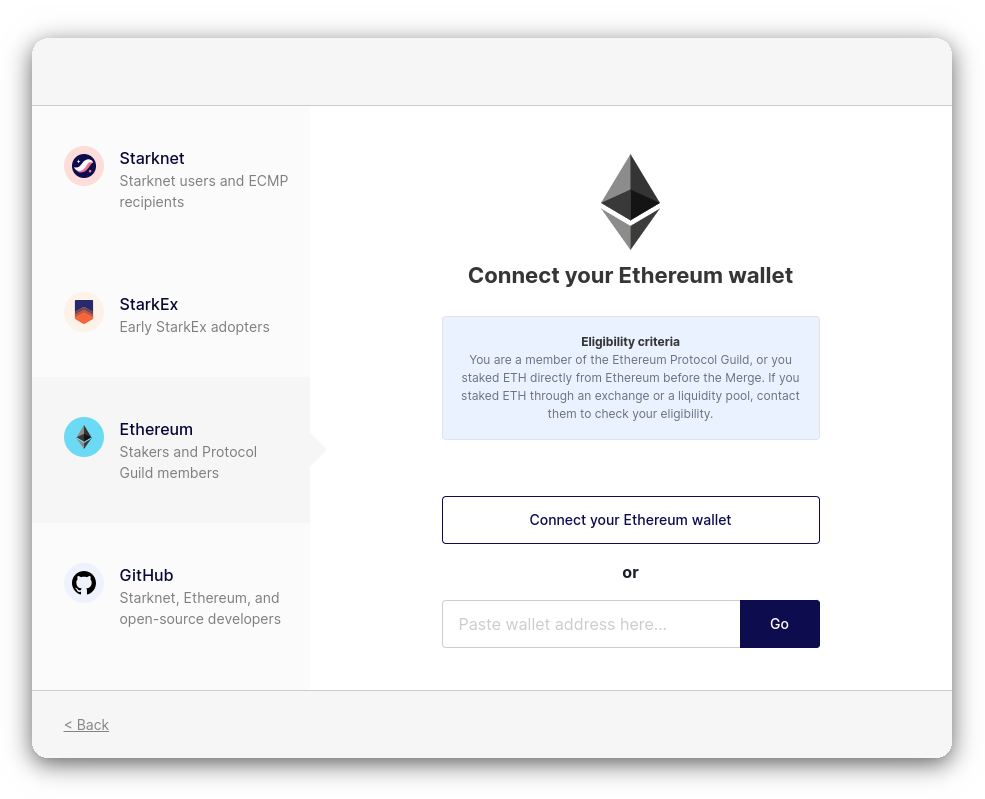 Starknet
Starknet users and ECMP
recipients
StarkEx
Early StarkEx adopters
Ethereum
Stakers and Protocol
Guild members
GitHub
Starknet, Ethereum, and
open-source developers
Connect your Ethereum wallet
Eligibility criteria
You are a member of the Ethereum Protocol Guild, or you
staked ETH directly from Ethereum before the Merge. If you
staked ETH through an exchange or a liquidity pool, contact
them to check your eligibility.
Connect your Ethereum wallet
or
Paste wallet address here...
Go
< Back